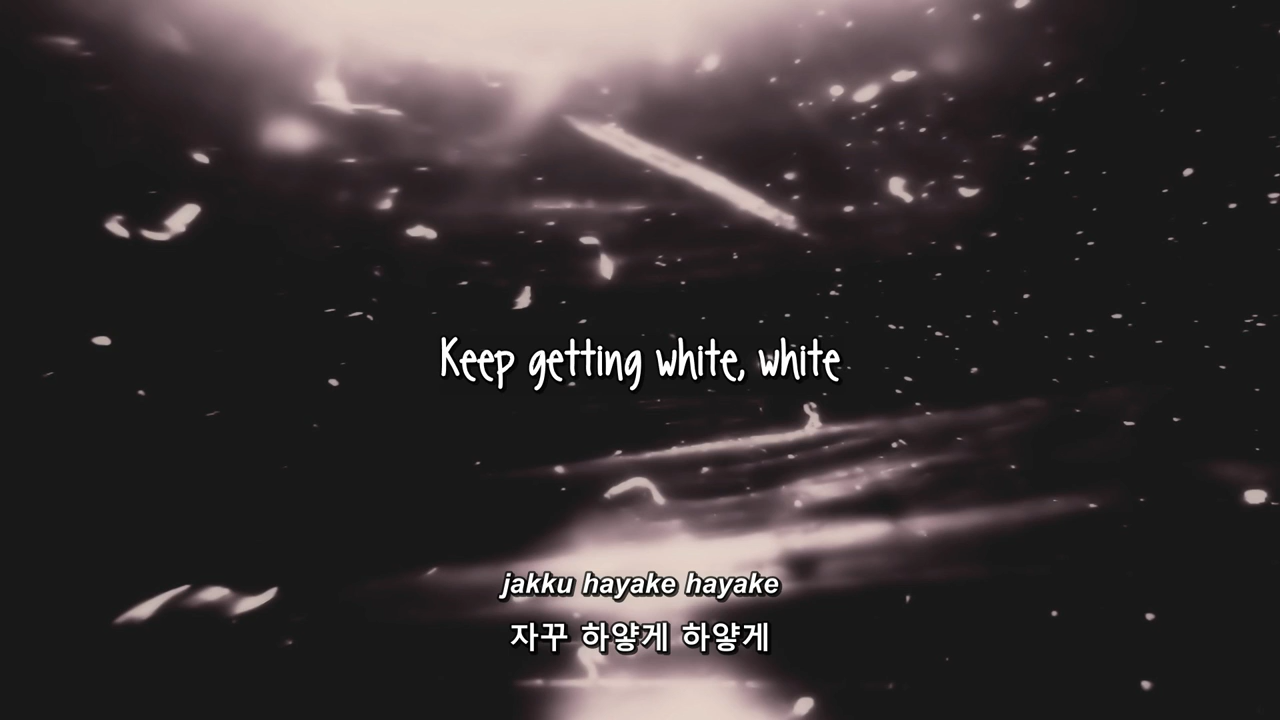 Keep getting white, white
jakku hayake hayake
자꾸 하얗게 하얗게